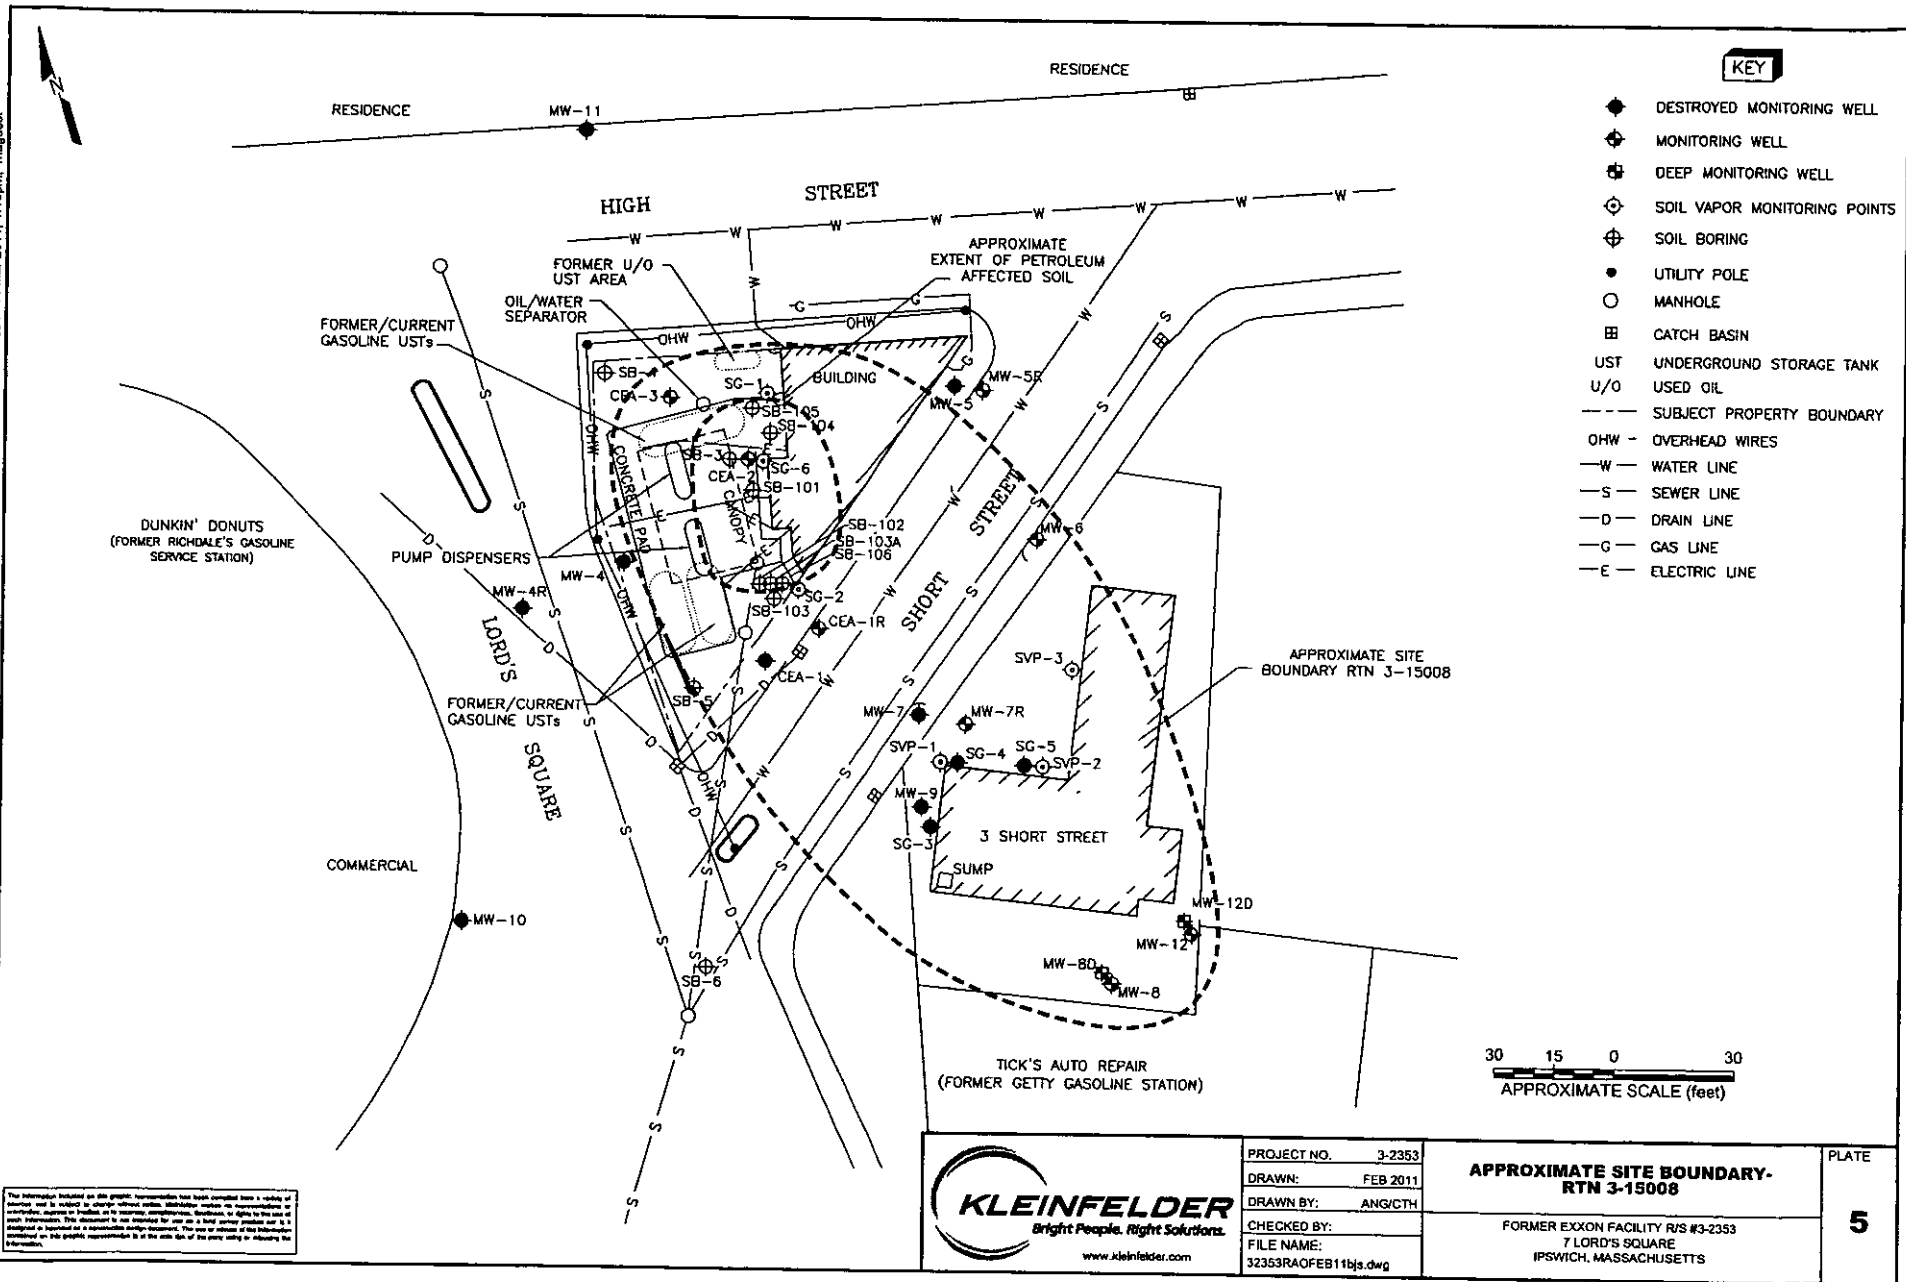 N
RESIDENCE
RESIDENCE
MW-11
HIGH STREET
FORMER U/O
UST AREA
OIL/WATER
SEPARATOR
FORMER/CURRENT
GASOLINE USTs
APPROXIMATE
EXTENT OF PETROLEUM
AFFECTED SOIL
OHW
OHW
OHW
OHW
OHW
BUILDING
SB-4
CEA-3
SG-1
SB-105
SB-104
SB-3
CEA-2
SG-6
SB-101
CONCRETE PAD
CANOPY
SB-102
SB-103A
SB-106
SB-103
SG-2
MW-5
MW-5R
MW-6
DUNKIN' DONUTS
(FORMER RICHDALE'S GASOLINE
SERVICE STATION)
PUMP DISPENSERS
MW-4
MW-4R
LORD'S
SQUARE
SHORT STREET
CEA-1R
CEA-1
SB-5
FORMER/CURRENT
GASOLINE USTs
SVP-3
APPROXIMATE SITE
BOUNDARY RTN 3-15008
MW-7
MW-7R
SVP-1
SG-4
SG-5
SVP-2
MW-9
SG-3
3 SHORT STREET
SUMP
COMMERCIAL
MW-10
SB-6
MW-12D
MW-12
MW-8D
MW-8
TICK'S AUTO REPAIR
(FORMER GETTY GASOLINE STATION)
KEY
DESTROYED MONITORING WELL
MONITORING WELL
DEEP MONITORING WELL
SOIL VAPOR MONITORING POINTS
SOIL BORING
UTILITY POLE
MANHOLE
CATCH BASIN
UST UNDERGROUND STORAGE TANK
U/O USED OIL
SUBJECT PROPERTY BOUNDARY
OHW - OVERHEAD WIRES
—W— WATER LINE
—S— SEWER LINE
—D— DRAIN LINE
—G— GAS LINE
—E— ELECTRIC LINE
30 15 0 30
APPROXIMATE SCALE (feet)
KLEINFELDER
Bright People. Right Solutions.
www.kleinfelder.com
PROJECT NO. 3-2353
DRAWN: FEB 2011
DRAWN BY: ANG/CTH
CHECKED BY:
FILE NAME:
32353RAOFEB11bjs.dwg
APPROXIMATE SITE BOUNDARY-
RTN 3-15008
FORMER EXXON FACILITY R/S #3-2353
7 LORD'S SQUARE
IPSWICH, MASSACHUSETTS
PLATE
5